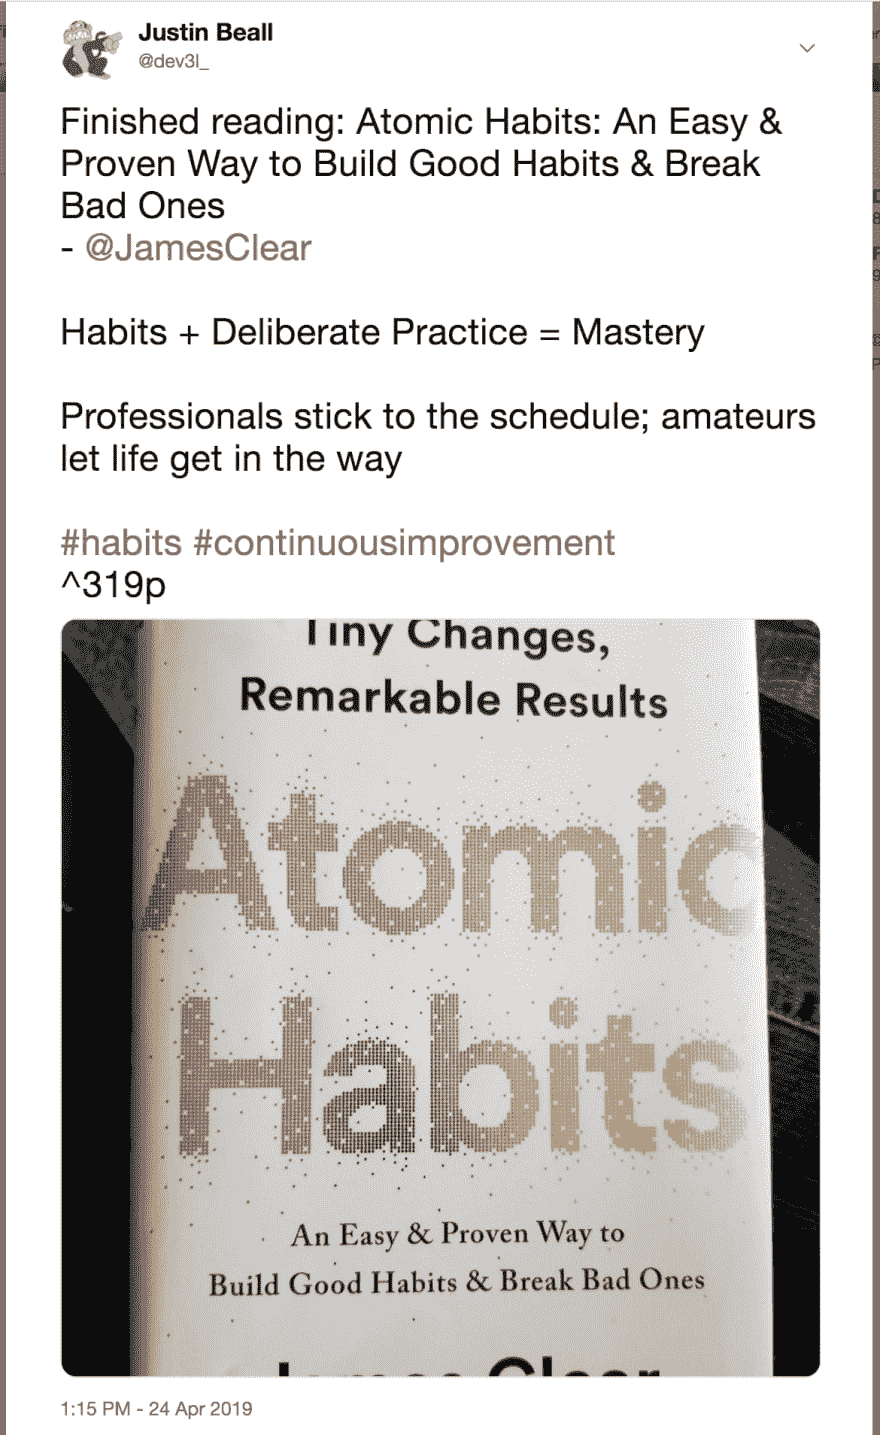 Justin Beall
@dev3l_
Finished reading: Atomic Habits: An Easy &
Proven Way to Build Good Habits & Break
Bad Ones
- @JamesClear
Habits + Deliberate Practice = Mastery
Professionals stick to the schedule; amateurs
let life get in the way
#habits #continuousimprovement
^319p
Tiny Changes,
Remarkable Results
Atomic
Habits
An Easy & Proven Way to
Build Good Habits & Break Bad Ones
James Clear
1:15 PM - 24 Apr 2019